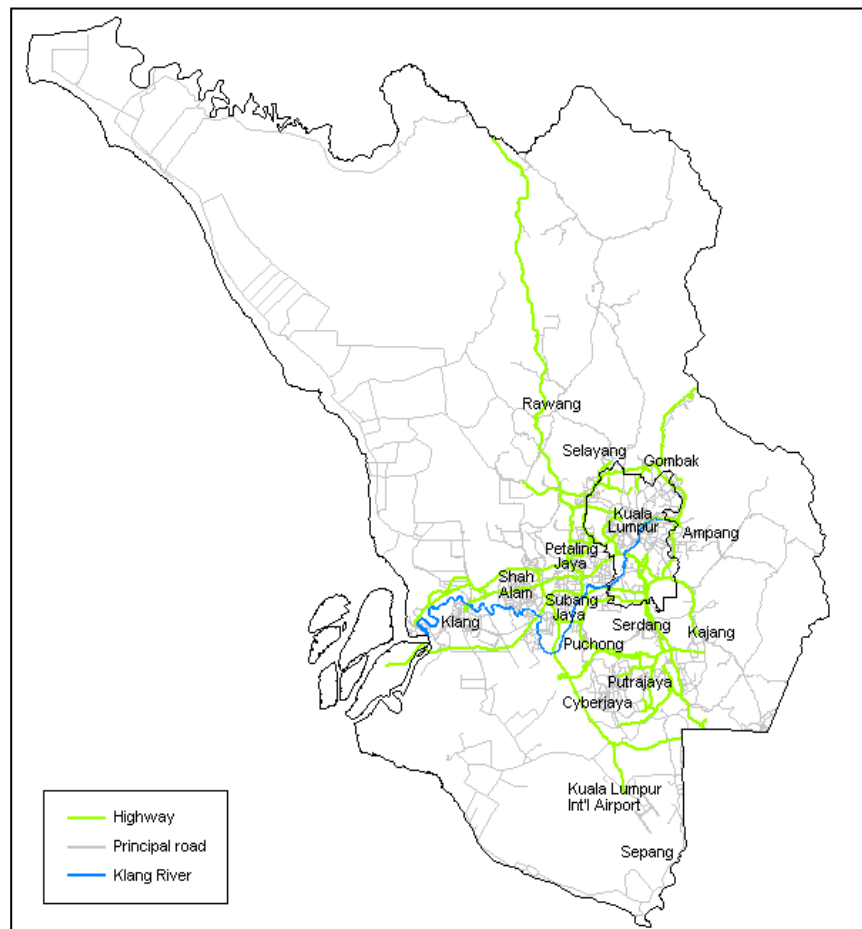 Rawang
Selayang
Gombak
Kuala
Lumpur
Ampang
Petaling
Jaya
Shah
Alam
Subang
Jaya
Klang
Serdang
Kajang
Puchong
Putrajaya
Cyberjaya
Kuala Lumpur
Int'l Airport
Sepang
Highway
Principal road
Klang River